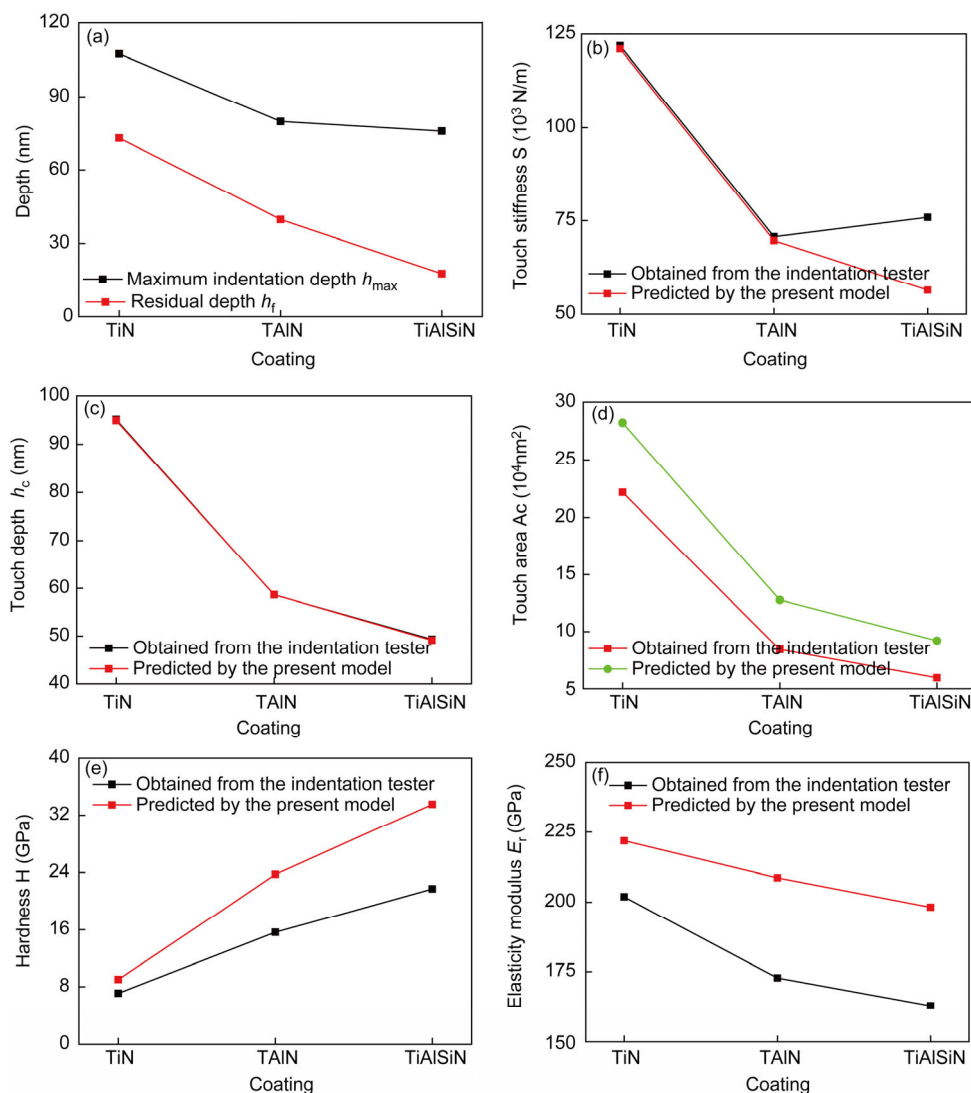 (a)
120
90
60
30
0
Depth (nm)
Maximum indentation depth hmax
Residual depth hf
TiN
TAlN
TiAlSiN
Coating
(b)
125
100
75
50
Touch stiffness S (10³ N/m)
Obtained from the indentation tester
Predicted by the present model
TiN
TAlN
TiAlSiN
Coating
(c)
100
90
80
70
60
50
40
Touch depth hc (nm)
Obtained from the indentation tester
Predicted by the present model
TiN
TAlN
TiAlSiN
Coating
(d)
30
25
20
15
10
5
Touch area Ac (10⁴nm²)
Obtained from the indentation tester
Predicted by the present model
TiN
TAlN
TiAlSiN
Coating
(e)
40
32
24
16
8
0
Hardness H (GPa)
Obtained from the indentation tester
Predicted by the present model
TiN
TAlN
TiAlSiN
Coating
(f)
250
225
200
175
150
Elasticity modulus Er (GPa)
Obtained from the indentation tester
Predicted by the present model
TiN
TAlN
TiAlSiN
Coating